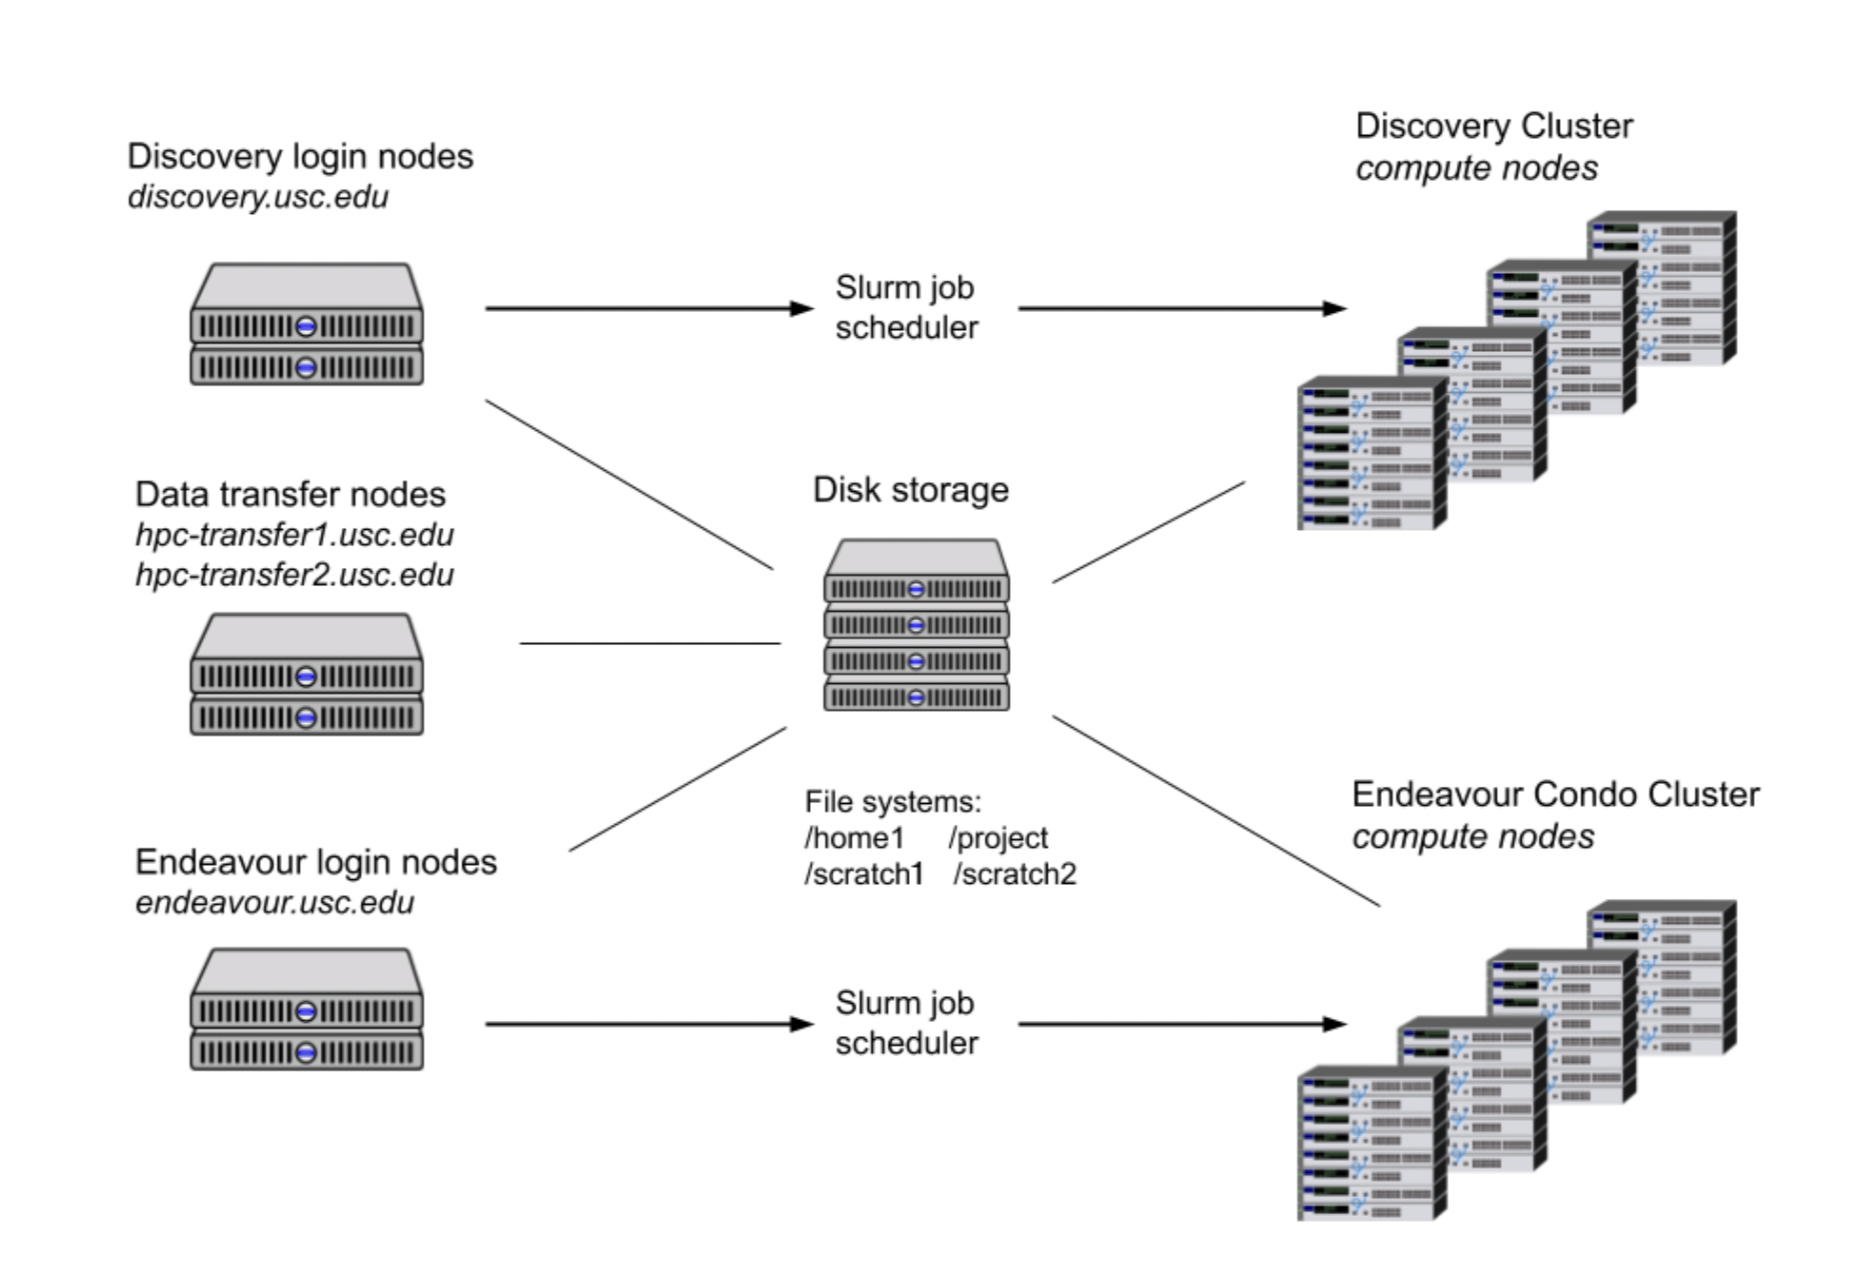 Discovery login nodes
discovery.usc.edu
Slurm job
scheduler
Discovery Cluster
compute nodes
Data transfer nodes
hpc-transfer1.usc.edu
hpc-transfer2.usc.edu
Disk storage
File systems:
/home1 /project
/scratch1 /scratch2
Endeavour login nodes
endeavour.usc.edu
Slurm job
scheduler
Endeavour Condo Cluster
compute nodes